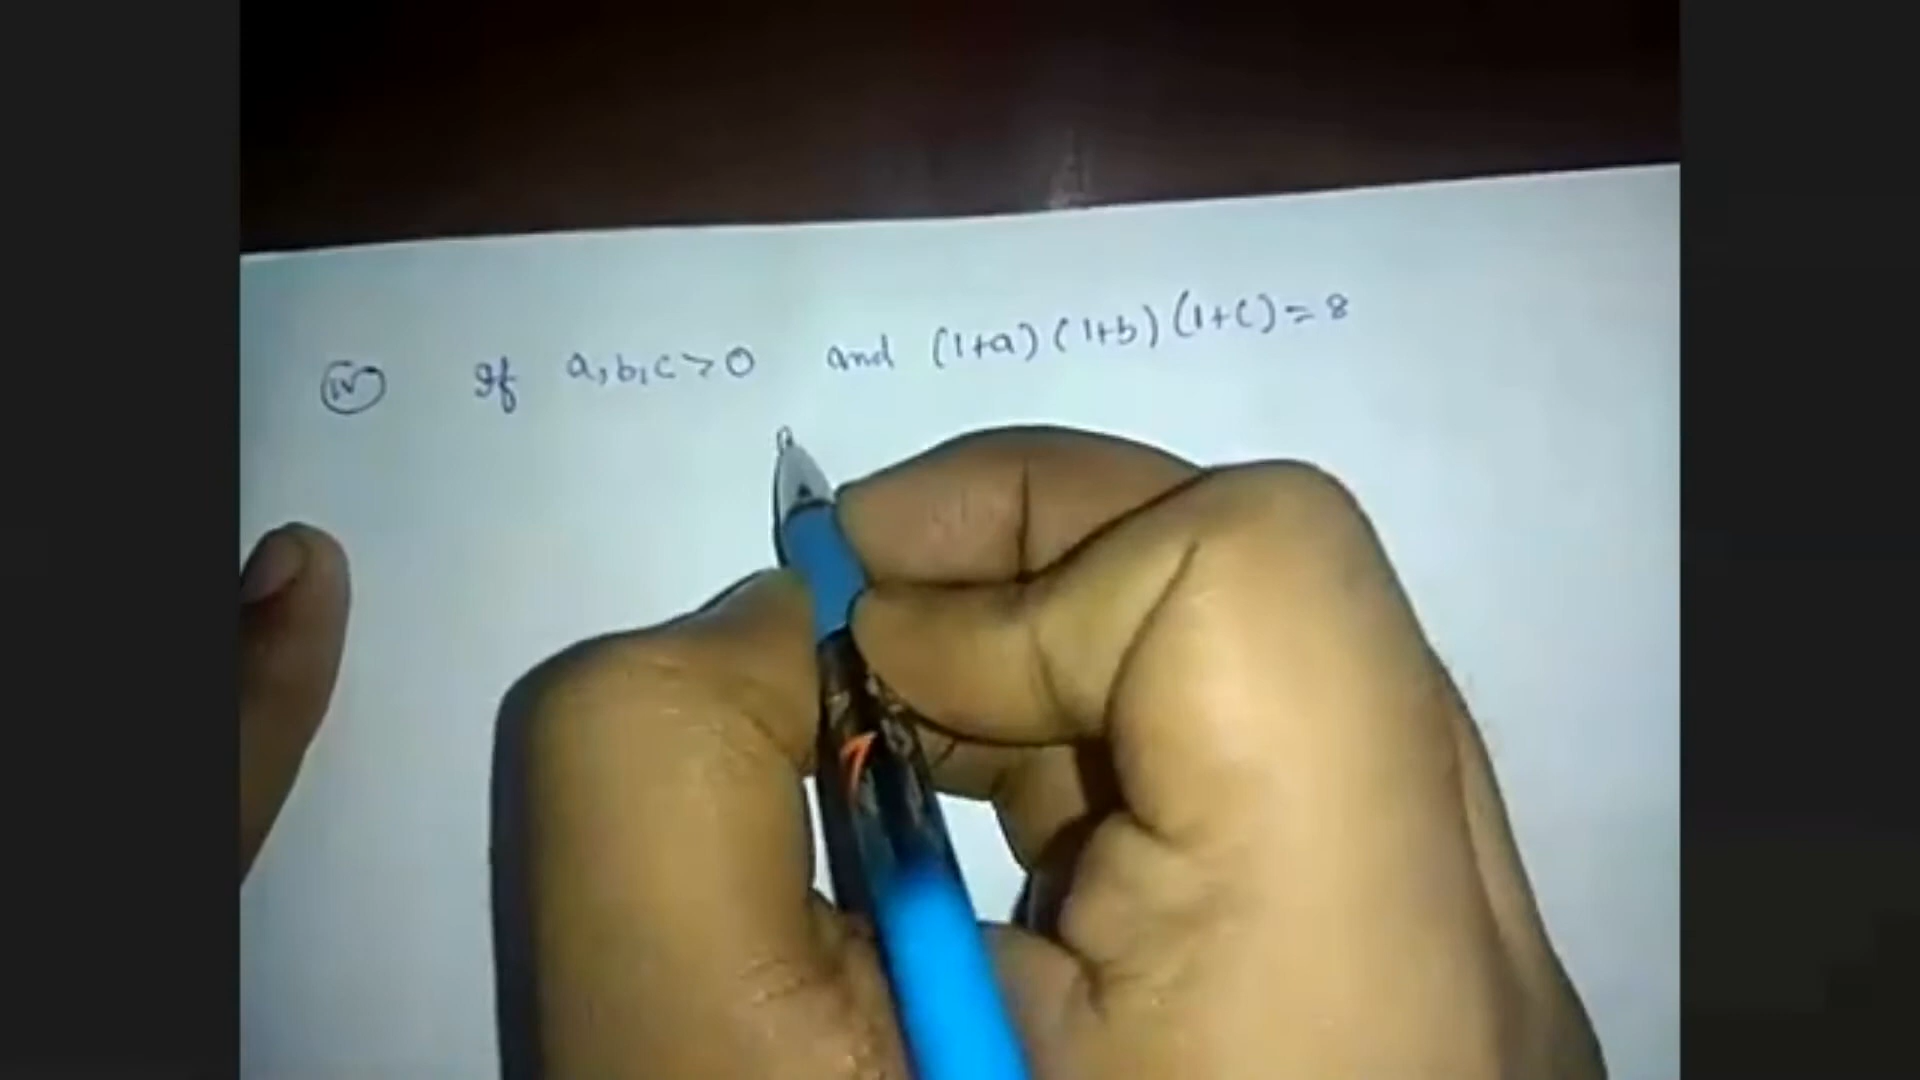 (iv) If a, b, c > 0 and (1+a) (1+b) (1+c) = 8